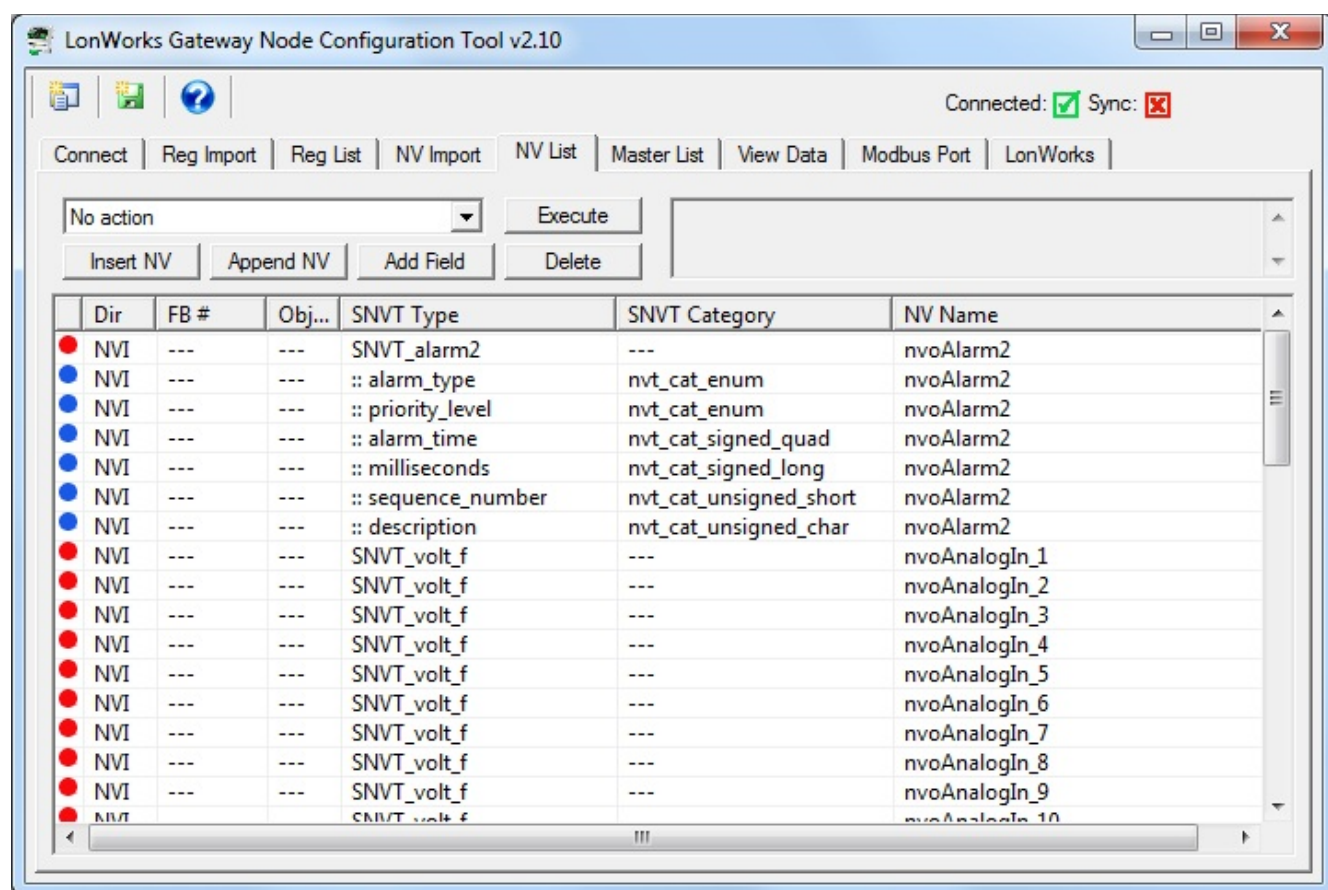 LonWorks Gateway Node Configuration Tool v2.10
Connected: Sync:
Connect Reg Import Reg List NV Import NV List Master List View Data Modbus Port LonWorks
No action Execute
Insert NV Append NV Add Field Delete
Dir FB # Obj... SNVT Type SNVT Category NV Name
NVI --- --- SNVT_alarm2 --- nvoAlarm2
NVI --- --- :: alarm_type nvt_cat_enum nvoAlarm2
NVI --- --- :: priority_level nvt_cat_enum nvoAlarm2
NVI --- --- :: alarm_time nvt_cat_signed_quad nvoAlarm2
NVI --- --- :: milliseconds nvt_cat_signed_long nvoAlarm2
NVI --- --- :: sequence_number nvt_cat_unsigned_short nvoAlarm2
NVI --- --- :: description nvt_cat_unsigned_char nvoAlarm2
NVI --- --- SNVT_volt_f --- nvoAnalogIn_1
NVI --- --- SNVT_volt_f --- nvoAnalogIn_2
NVI --- --- SNVT_volt_f --- nvoAnalogIn_3
NVI --- --- SNVT_volt_f --- nvoAnalogIn_4
NVI --- --- SNVT_volt_f --- nvoAnalogIn_5
NVI --- --- SNVT_volt_f --- nvoAnalogIn_6
NVI --- --- SNVT_volt_f --- nvoAnalogIn_7
NVI --- --- SNVT_volt_f --- nvoAnalogIn_8
NVI --- --- SNVT_volt_f --- nvoAnalogIn_9
NVI SNVT_volt_f nvoAnalogIn_10